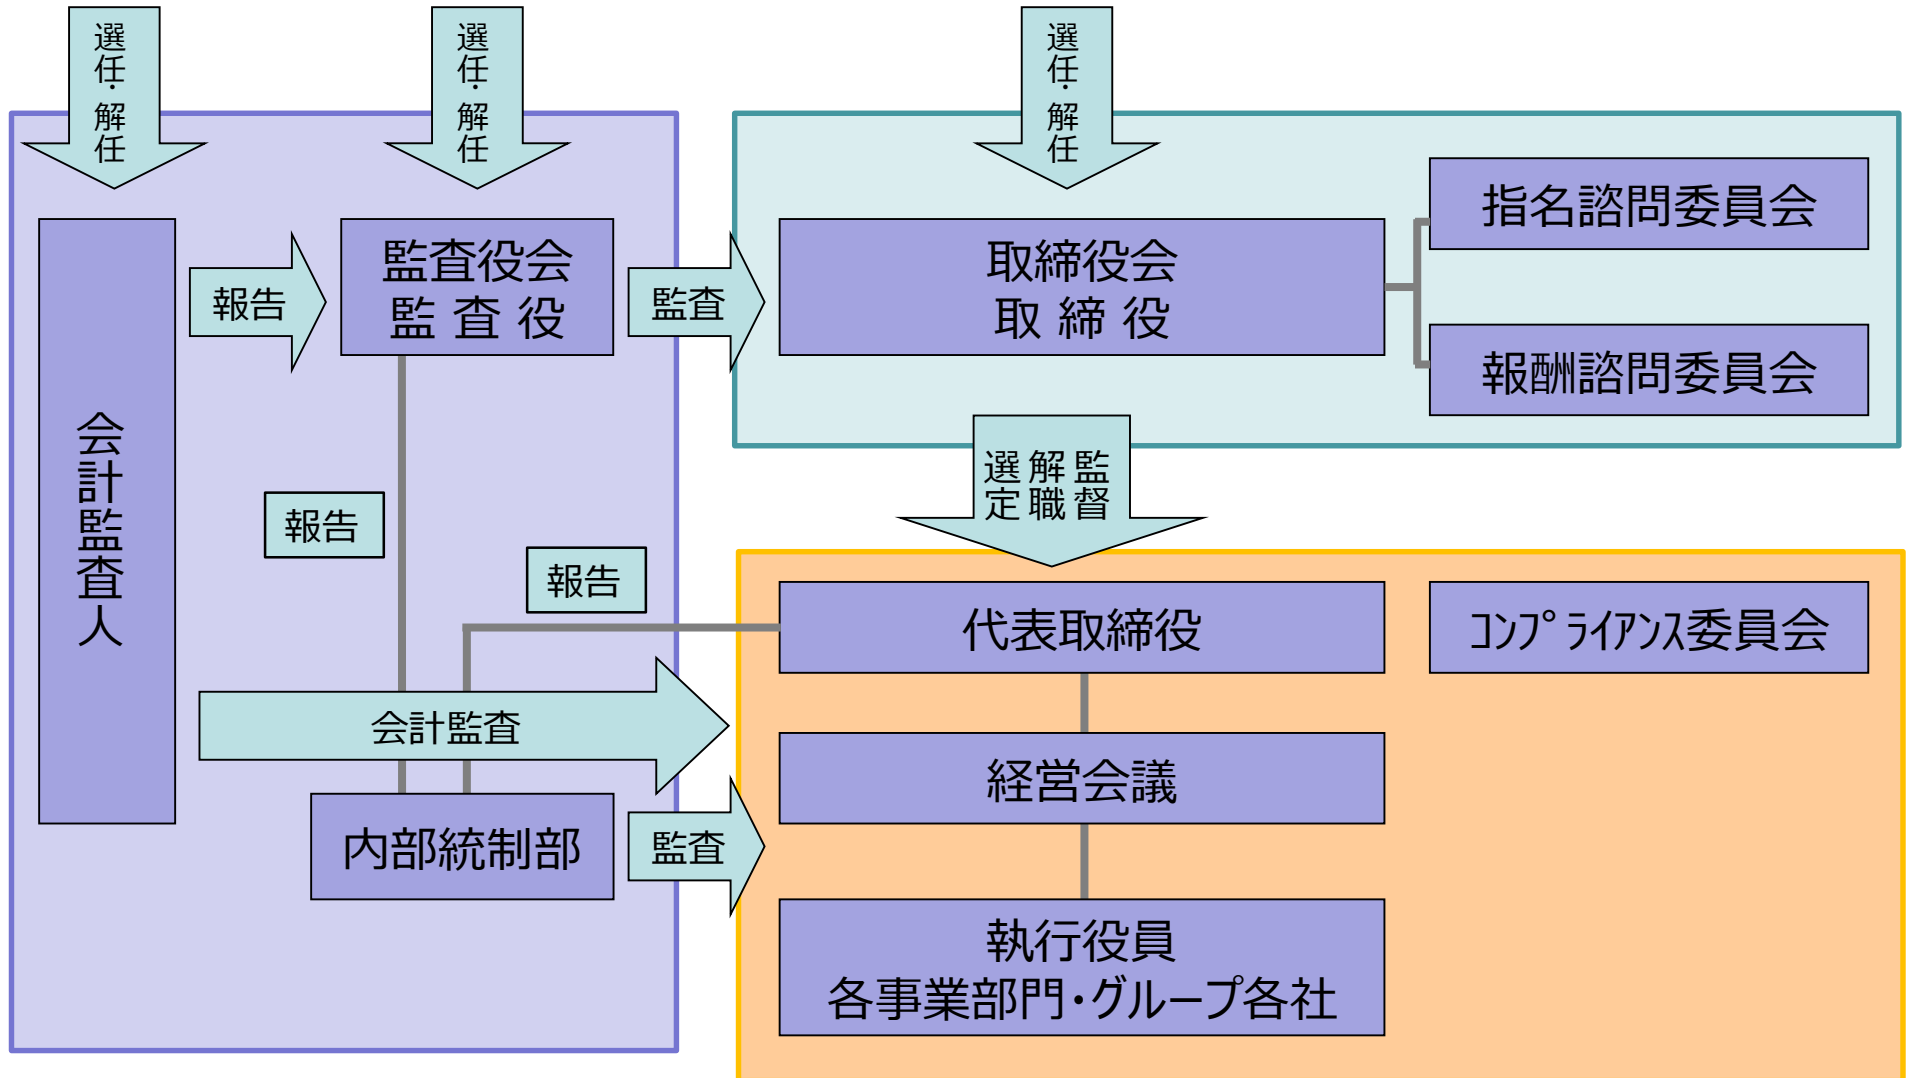 選任・解任
選任・解任
選任・解任
会計監査人
報告
監査役会
監査役
監査
取締役会
取締役
指名諮問委員会
報酬諮問委員会
選定
解職
監督
報告
報告
代表取締役
ｺﾝﾌﾟﾗｲｱﾝｽ委員会
会計監査
経営会議
内部統制部
監査
執行役員
各事業部門・グループ各社